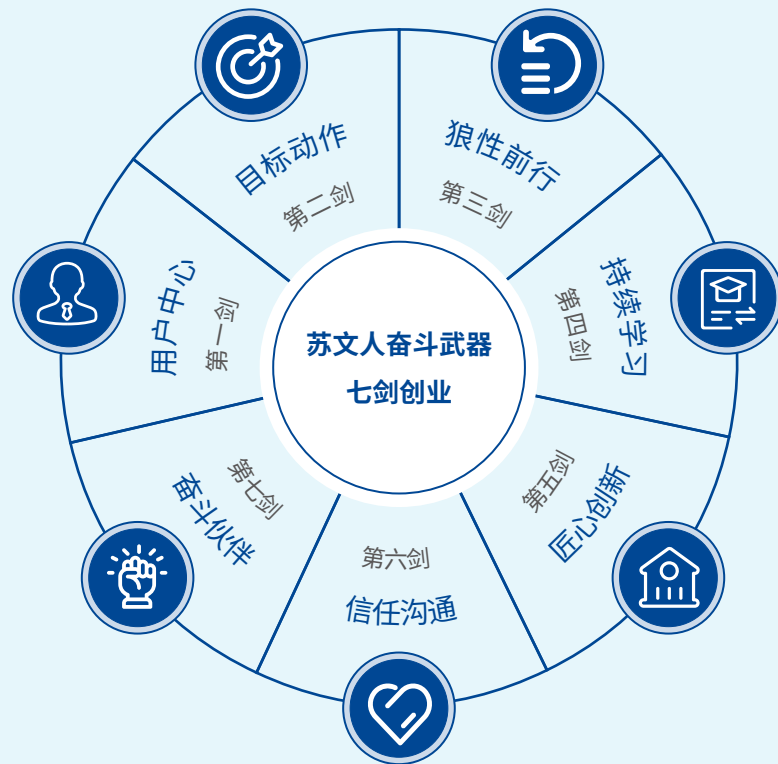 苏文人奋斗武器
七剑创业
用户中心
第一剑
目标动作
第二剑
狼性前行
第三剑
持续学习
第四剑
匠心创新
第五剑
第六剑
信任沟通
奋斗伙伴
第七剑